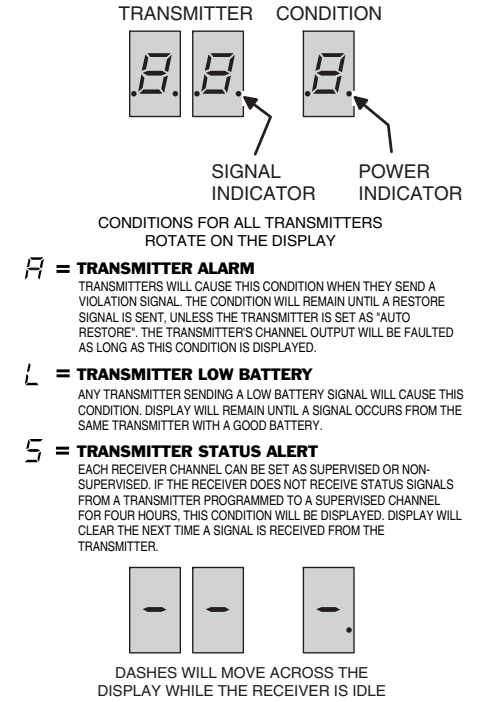 TRANSMITTER CONDITION
.8. 8. .8.
SIGNAL INDICATOR
POWER INDICATOR
CONDITIONS FOR ALL TRANSMITTERS
ROTATE ON THE DISPLAY
A = TRANSMITTER ALARM
TRANSMITTERS WILL CAUSE THIS CONDITION WHEN THEY SEND A
VIOLATION SIGNAL. THE CONDITION WILL REMAIN UNTIL A RESTORE
SIGNAL IS SENT, UNLESS THE TRANSMITTER IS SET AS "AUTO
RESTORE". THE TRANSMITTER'S CHANNEL OUTPUT WILL BE FAULTED
AS LONG AS THIS CONDITION IS DISPLAYED.
L = TRANSMITTER LOW BATTERY
ANY TRANSMITTER SENDING A LOW BATTERY SIGNAL WILL CAUSE THIS
CONDITION. DISPLAY WILL REMAIN UNTIL A SIGNAL OCCURS FROM THE
SAME TRANSMITTER WITH A GOOD BATTERY.
S = TRANSMITTER STATUS ALERT
EACH RECEIVER CHANNEL CAN BE SET AS SUPERVISED OR NON-
SUPERVISED. IF THE RECEIVER DOES NOT RECEIVE STATUS SIGNALS
FROM A TRANSMITTER PROGRAMMED TO A SUPERVISED CHANNEL
FOR FOUR HOURS, THIS CONDITION WILL BE DISPLAYED. DISPLAY WILL
CLEAR THE NEXT TIME A SIGNAL IS RECEIVED FROM THE
TRANSMITTER.
- - -.
DASHES WILL MOVE ACROSS THE
DISPLAY WHILE THE RECEIVER IS IDLE